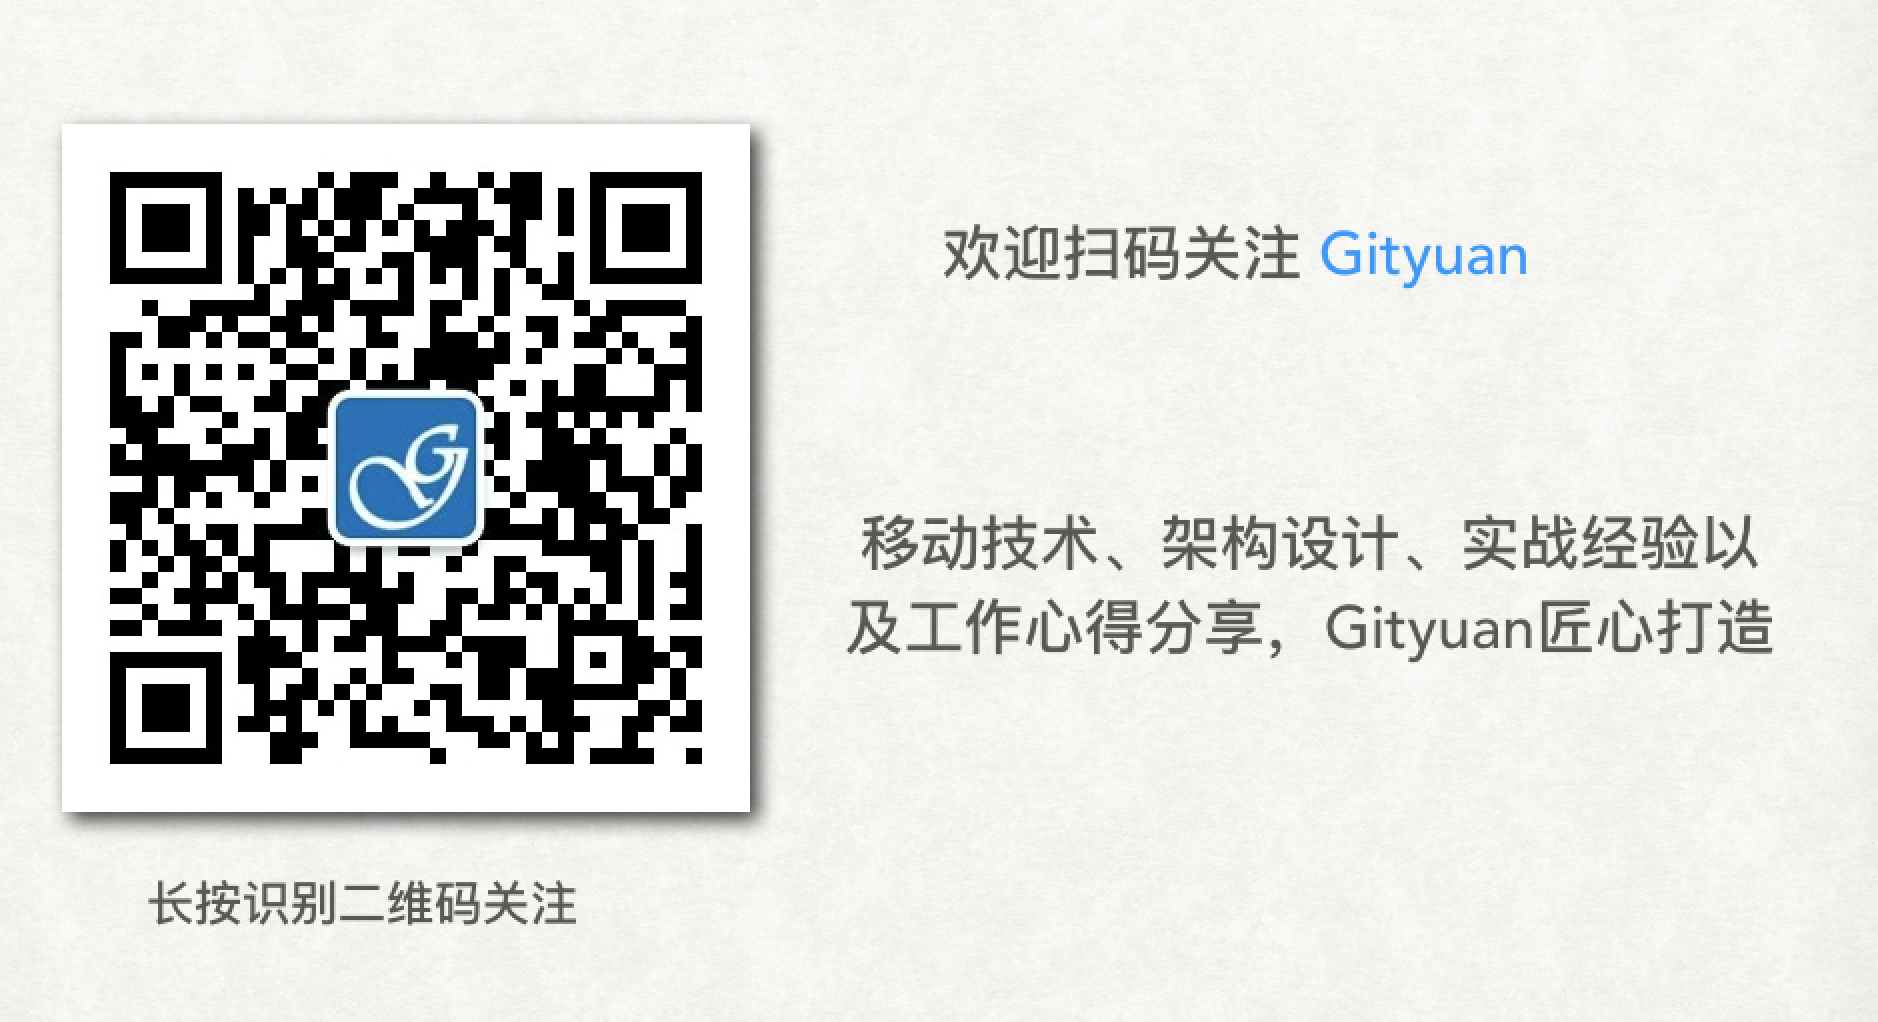 欢迎扫码关注 Gityuan
移动技术、架构设计、实战经验以
及工作心得分享，Gityuan匠心打造
长按识别二维码关注